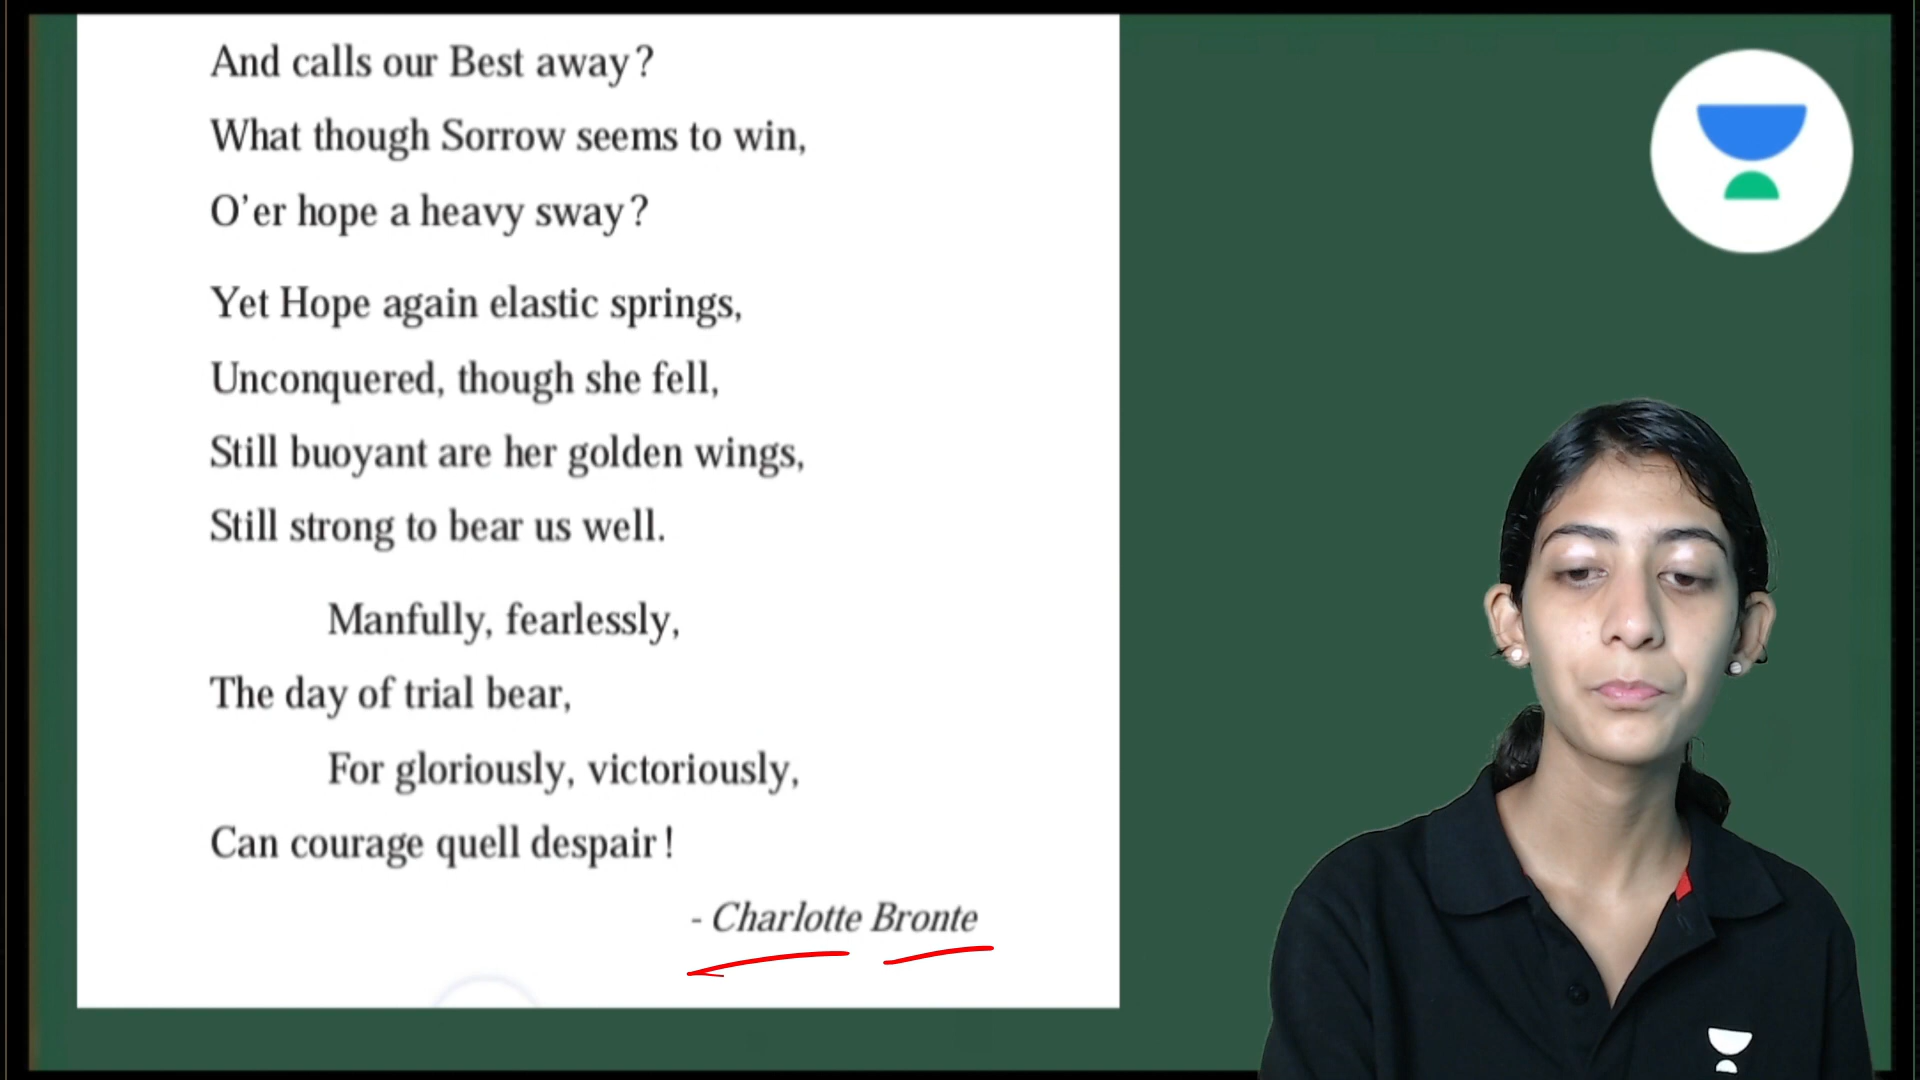 And calls our Best away?
What though Sorrow seems to win,
O’er hope a heavy sway?
Yet Hope again elastic springs,
Unconquered, though she fell,
Still buoyant are her golden wings,
Still strong to bear us well.
Manfully, fearlessly,
The day of trial bear,
For gloriously, victoriously,
Can courage quell despair!
- Charlotte Bronte